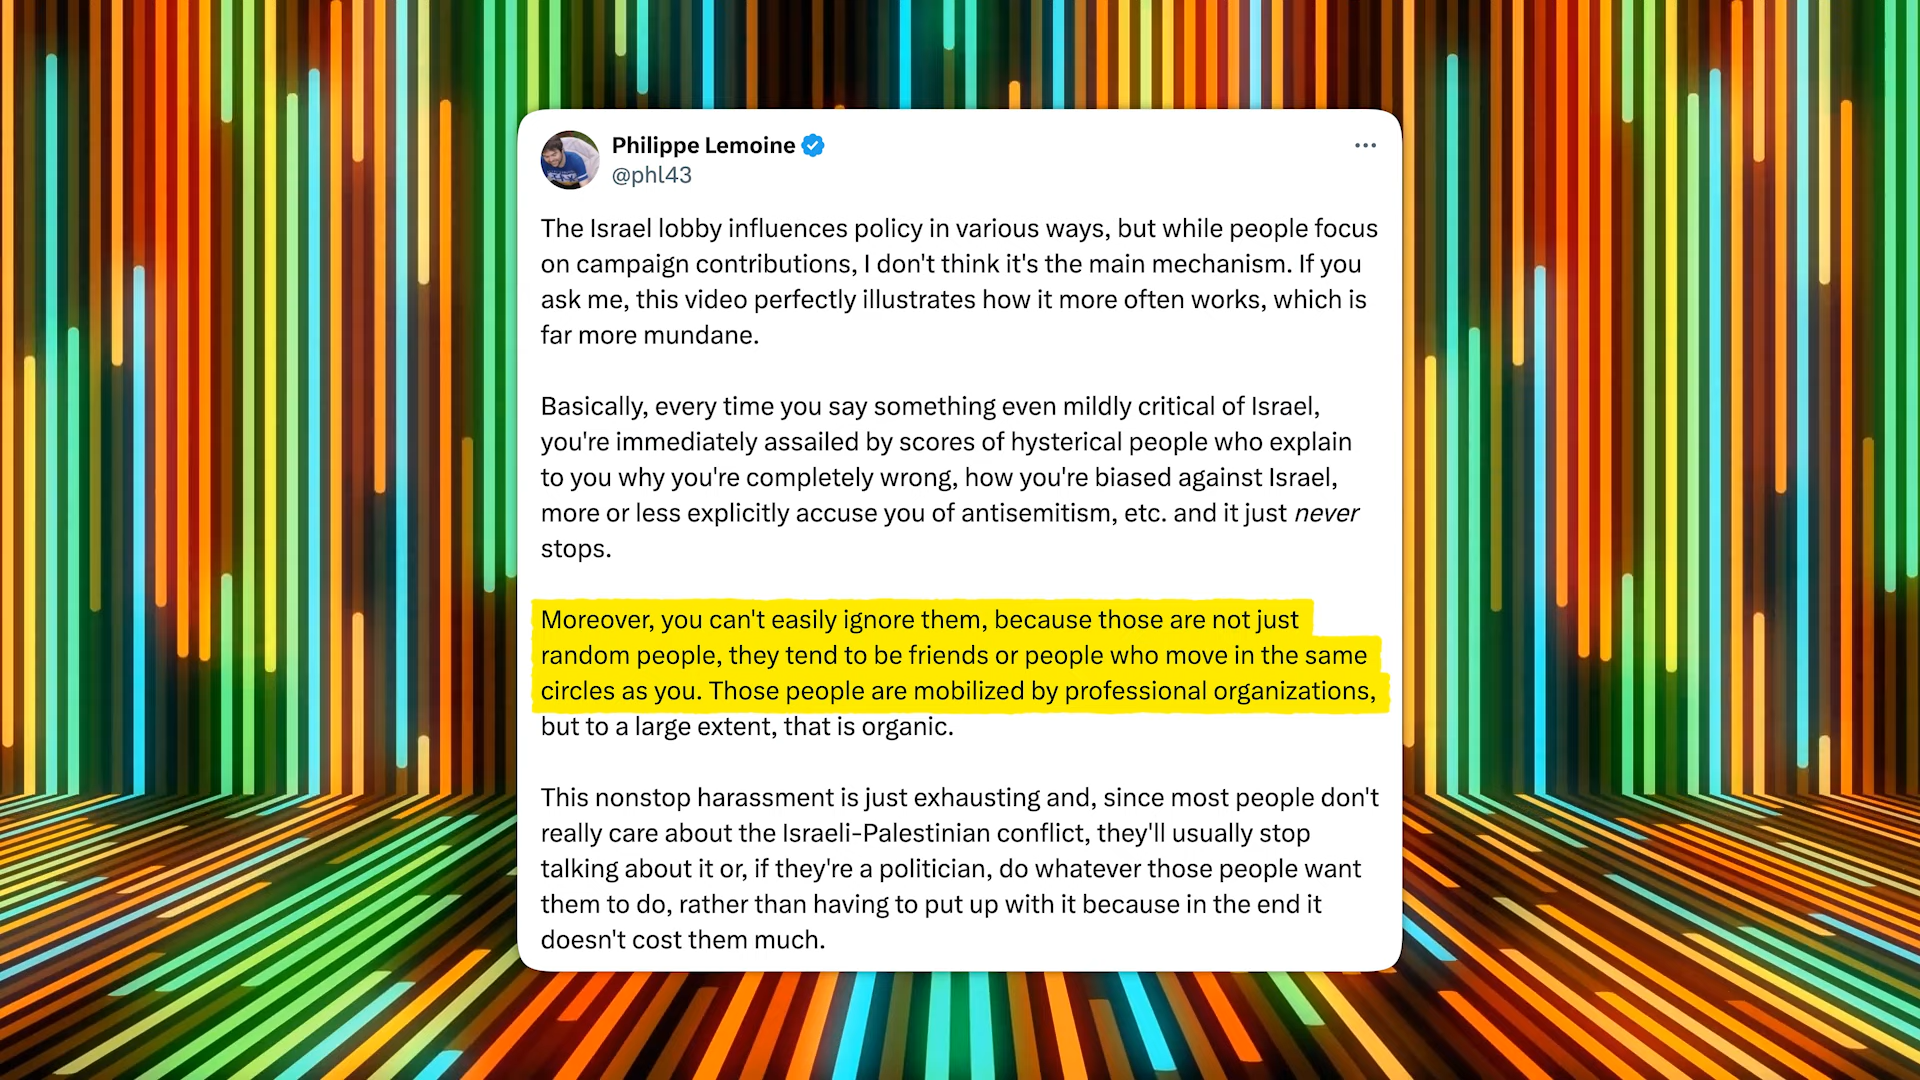 Philippe Lemoine
@phl43
The Israel lobby influences policy in various ways, but while people focus
on campaign contributions, I don't think it's the main mechanism. If you
ask me, this video perfectly illustrates how it more often works, which is
far more mundane.
Basically, every time you say something even mildly critical of Israel,
you're immediately assailed by scores of hysterical people who explain
to you why you're completely wrong, how you're biased against Israel,
more or less explicitly accuse you of antisemitism, etc. and it just never
stops.
Moreover, you can't easily ignore them, because those are not just
random people, they tend to be friends or people who move in the same
circles as you. Those people are mobilized by professional organizations,
but to a large extent, that is organic.
This nonstop harassment is just exhausting and, since most people don't
really care about the Israeli-Palestinian conflict, they'll usually stop
talking about it or, if they're a politician, do whatever those people want
them to do, rather than having to put up with it because in the end it
doesn't cost them much.